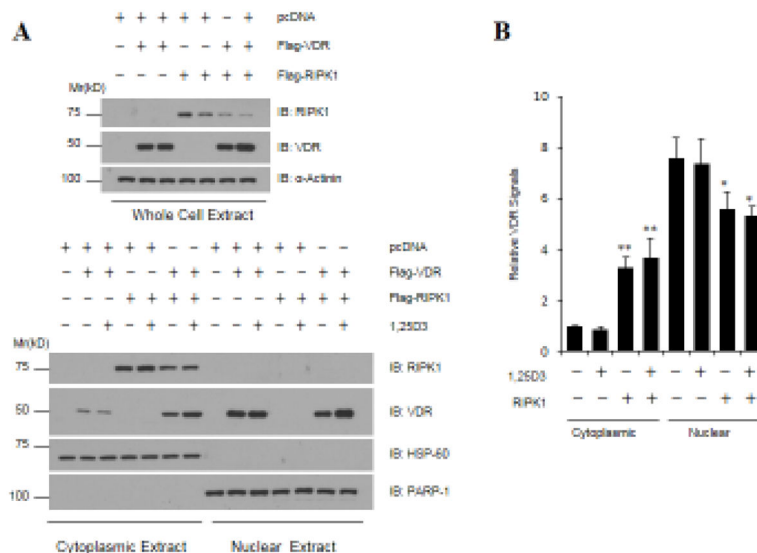 A
pcDNA + + + + + - +
Flag-VDR - + + - - + +
Flag-RIPK1 - - - + + + +
Mr(kD)
75 IB: RIPK1
50 IB: VDR
100 IB: α-Actinin
Whole Cell Extract
pcDNA + + + + + - - + + + + + - -
Flag-VDR - + + - - + + - + + - - + +
Flag-RIPK1 - - - + + + + - - - + + + +
1,25D3 - - + - + - + - - + - + - +
Mr(kD)
75 IB: RIPK1
50 IB: VDR
75 IB: HSP-60
100 IB: PARP-1
Cytoplasmic Extract Nuclear Extract
B
Relative VDR Signals
10
8
6
4
2
0
** ** * *
1,25D3 - + - + - + - +
RIPK1 - - + + - - + +
Cytoplasmic Nuclear